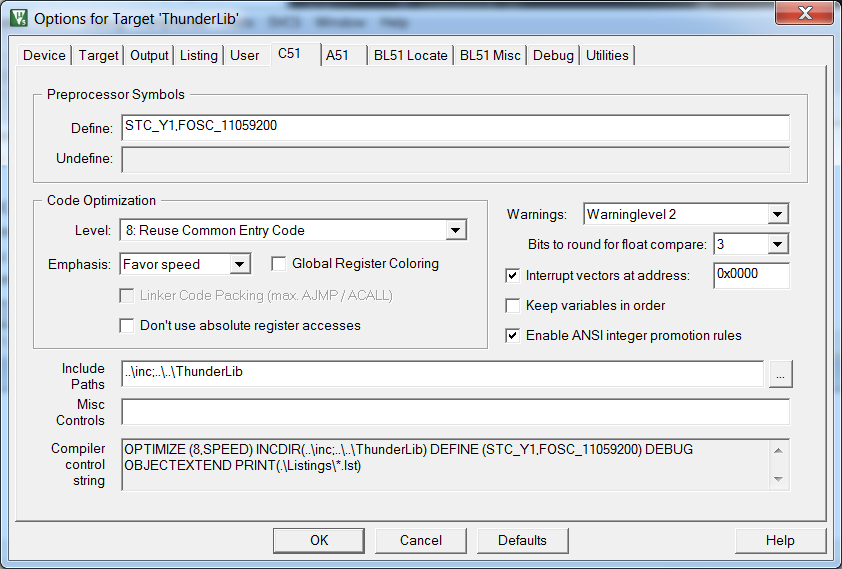 Options for Target 'ThunderLib'
Device Target Output Listing User C51 A51 BL51 Locate BL51 Misc Debug Utilities
Preprocessor Symbols
Define: STC_Y1,FOSC_11059200
Undefine:
Code Optimization
Level: 8: Reuse Common Entry Code
Emphasis: Favor speed Global Register Coloring
Linker Code Packing (max. AJMP / ACALL)
Don't use absolute register accesses
Warnings: Warninglevel 2
Bits to round for float compare: 3
Interrupt vectors at address: 0x0000
Keep variables in order
Enable ANSI integer promotion rules
Include
Paths
..\inc;..\..\ThunderLib
...
Misc
Controls
Compiler
control
string
OPTIMIZE (8,SPEED) INCDIR(..\inc;..\..\ThunderLib) DEFINE (STC_Y1,FOSC_11059200) DEBUG
OBJECTEXTEND PRINT(.\Listings\*.lst)
OK Cancel Defaults Help